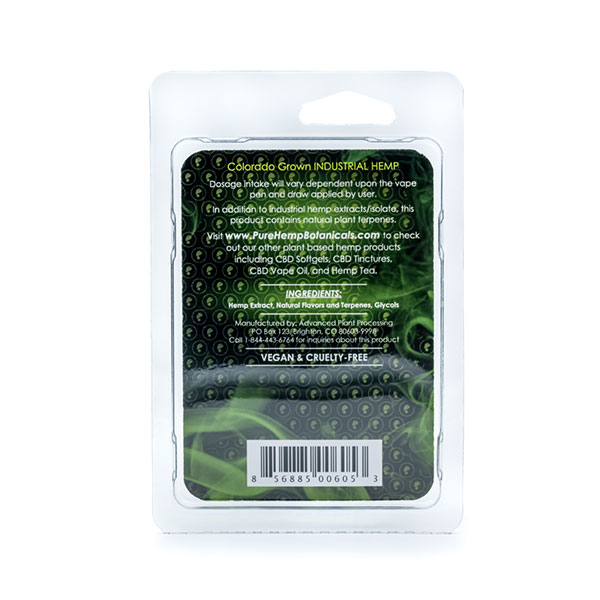 Colorado Grown INDUSTRIAL HEMP
Dosage intake will vary dependent upon the vape
pen and draw applied by user.
In addition to industrial hemp extracts/isolate, this
product contains natural plant terpenes.
Visit www.PureHempBotanicals.com to check
out our other plant based hemp products
including CBD Softgels, CBD Tinctures,
CBD Vape Oil, and Hemp Tea.
INGREDIENTS:
Hemp Extract, Natural Flavors and Terpenes, Glycols
Manufactured by: Advanced Plant Processing
PO Box 123, Brighton, CO 80603-9998
Call 1-844-443-6764 for inquiries about this product
VEGAN & CRUELTY-FREE
8 56885 00605 3